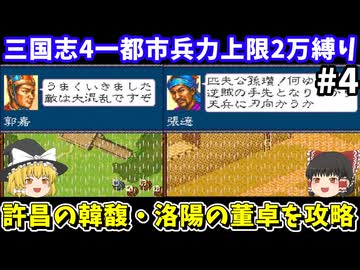 三国志4一都市兵力上限2万縛り
#4
うまくいきました
敵は大混乱ですぞ
郭嘉
匹夫公孫瓚！何ゆえ
逆賊の手先となりて
天兵に刃向かうか
張遼
許昌の韓馥・洛陽の董卓を攻略